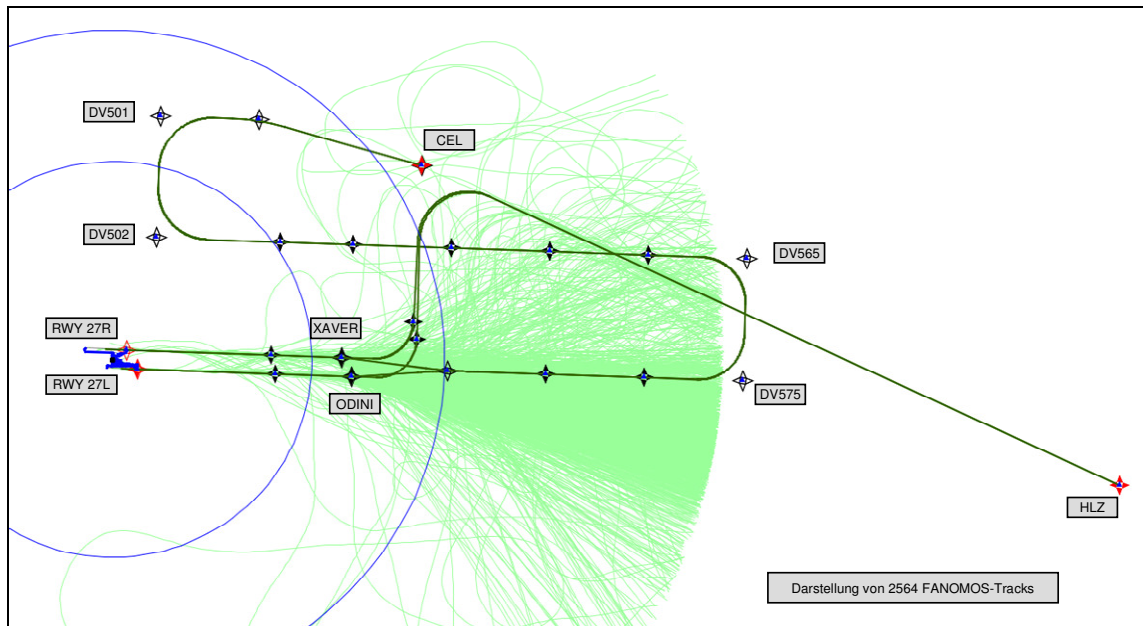 DV501
CEL
DV502
DV565
RWY 27R
XAVER
RWY 27L
ODINI
DV575
HLZ
Darstellung von 2564 FANOMOS-Tracks